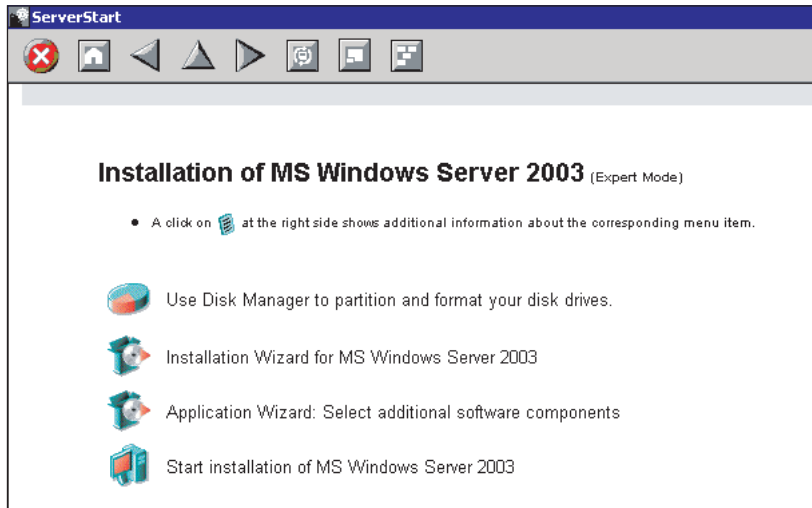 ServerStart
Installation of MS Windows Server 2003 (Expert Mode)
• A click on at the right side shows additional information about the corresponding menu item.
Use Disk Manager to partition and format your disk drives.
Installation Wizard for MS Windows Server 2003
Application Wizard: Select additional software components
Start installation of MS Windows Server 2003